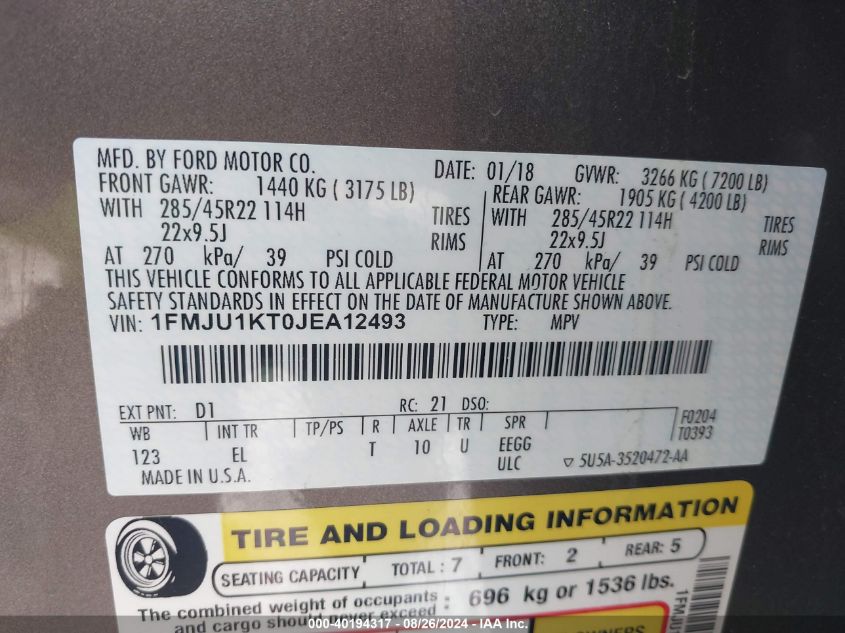 MFD. BY FORD MOTOR CO. DATE: 01/18 GVWR: 3266 KG ( 7200 LB)
FRONT GAWR: 1440 KG ( 3175 LB) REAR GAWR: 1905 KG ( 4200 LB)
WITH 285/45R22 114H TIRES WITH 285/45R22 114H TIRES
22x9.5J RIMS 22x9.5J RIMS
AT 270 kPa/ 39 PSI COLD AT 270 kPa/ 39 PSI COLD
THIS VEHICLE CONFORMS TO ALL APPLICABLE FEDERAL MOTOR VEHICLE
SAFETY STANDARDS IN EFFECT ON THE DATE OF MANUFACTURE SHOWN ABOVE.
VIN: 1FMJU1KT0JEA12493 TYPE: MPV
EXT PNT: D1 RC: 21 DSO: F0204
WB INT TR TP/PS R AXLE TR SPR T0393
123 EL T 10 U EEGG
ULC ▽ 5U5A-3520472-AA
MADE IN U.S.A.
TIRE AND LOADING INFORMATION
SEATING CAPACITY TOTAL : 7 FRONT: 2 REAR: 5
The combined weight of occupants : 696 kg or 1536 lbs.
and cargo should never exceed
OWNERS
1FMJU
000-40194317 - 08/26/2024 - IAAI Inc.